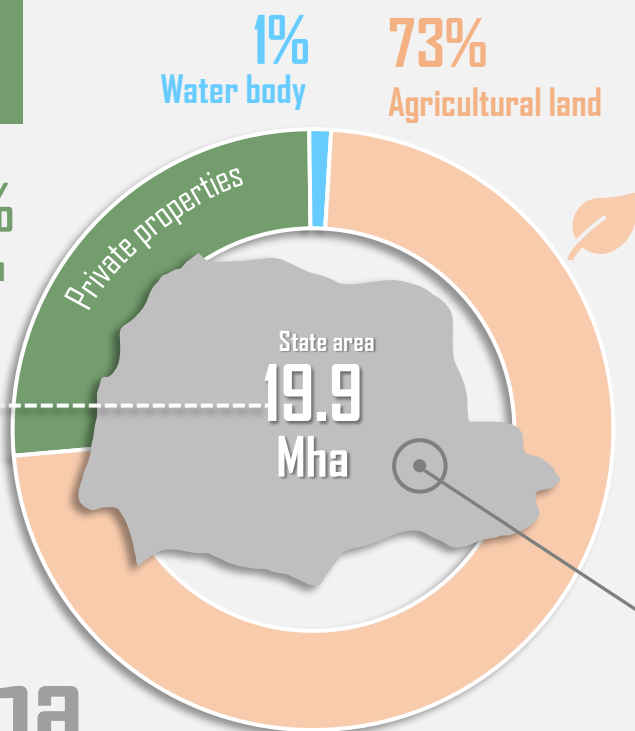 1%
Water body
73%
Agricultural land
%
Private properties
State area
19.9
Mha